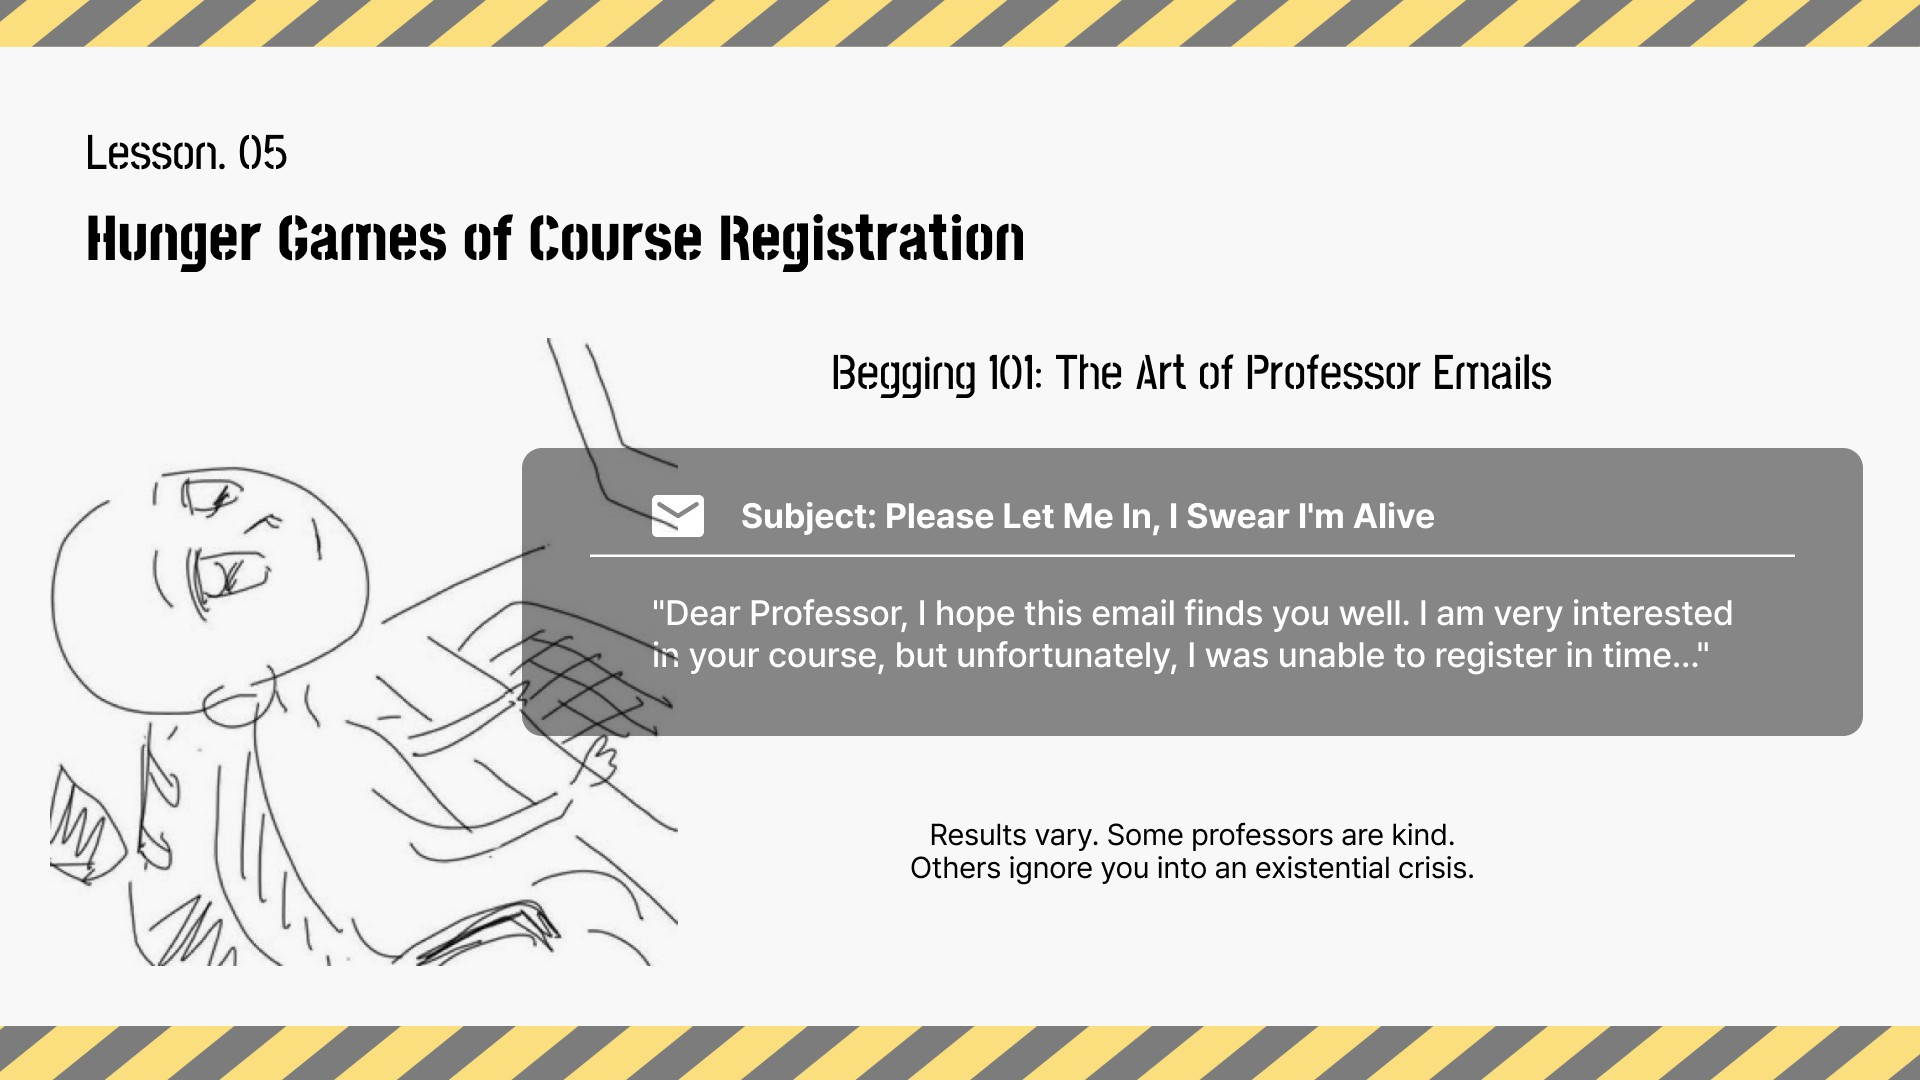 Lesson. 05
Hunger Games of Course Registration
Begging 101: The Art of Professor Emails
Subject: Please Let Me In, I Swear I'm Alive
"Dear Professor, I hope this email finds you well. I am very interested
in your course, but unfortunately, I was unable to register in time..."
Results vary. Some professors are kind.
Others ignore you into an existential crisis.